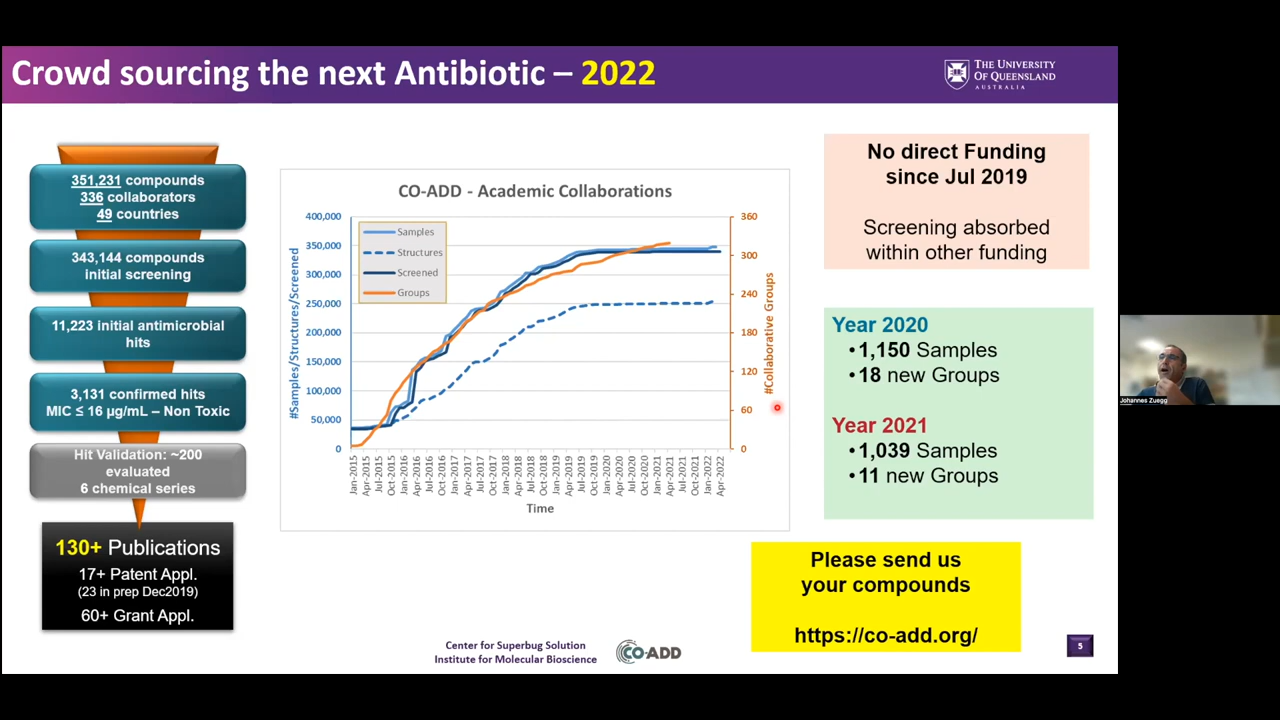 Crowd sourcing the next Antibiotic – 2022
THE UNIVERSITY
OF QUEENSLAND
AUSTRALIA
351,231 compounds
336 collaborators
49 countries
343,144 compounds
initial screening
11,223 initial antimicrobial
hits
3,131 confirmed hits
MIC ≤ 16 µg/mL – Non Toxic
Hit Validation: ~200
evaluated
6 chemical series
130+ Publications
17+ Patent Appl.
(23 in prep Dec2019)
60+ Grant Appl.
CO-ADD - Academic Collaborations
#Samples/Structures/Screened
400,000
350,000
300,000
250,000
200,000
150,000
100,000
50,000
0
Samples
Structures
Screened
Groups
360
300
240
180
120
60
0
#Collaborative Groups
Jan-2015
Apr-2015
Jul-2015
Oct-2015
Jan-2016
Apr-2016
Jul-2016
Oct-2016
Jan-2017
Apr-2017
Jul-2017
Oct-2017
Jan-2018
Apr-2018
Jul-2018
Oct-2018
Jan-2019
Apr-2019
Jul-2019
Oct-2019
Jan-2020
Apr-2020
Jul-2020
Oct-2020
Jan-2021
Apr-2021
Jul-2021
Oct-2021
Jan-2022
Apr-2022
Time
No direct Funding
since Jul 2019
Screening absorbed
within other funding
Year 2020
•1,150 Samples
•18 new Groups
Year 2021
•1,039 Samples
•11 new Groups
Please send us
your compounds
https://co-add.org/
Center for Superbug Solution
Institute for Molecular Bioscience
CO-ADD
5
Johannes Zuegg